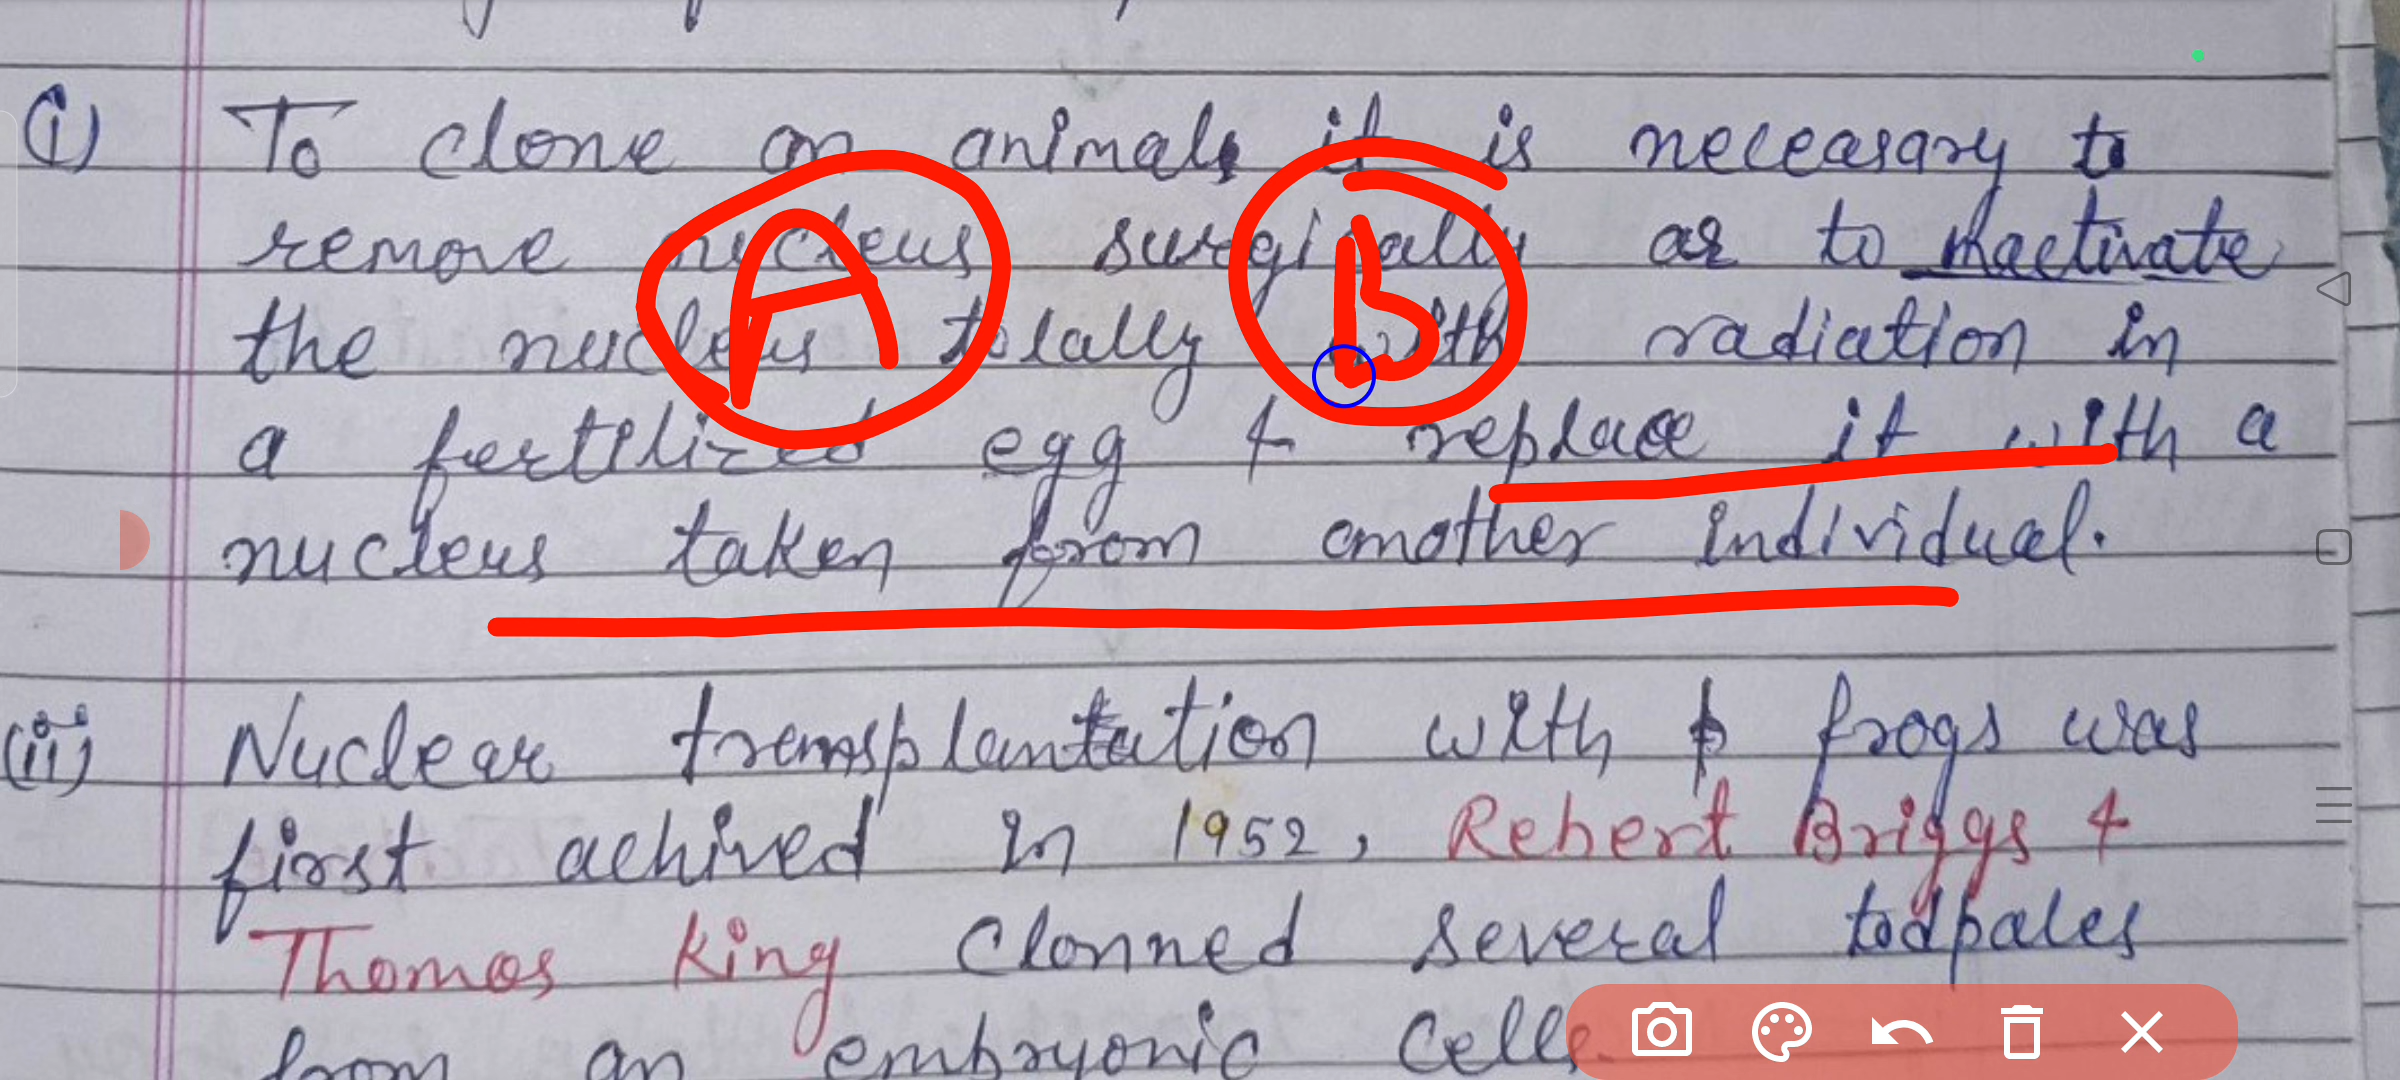 (i) To clone an animal, it is neceasary to
remove nucleus surgically as to inactivate
the nucleus totally with radiation in
a fertilized egg & replace it with a
nucleus taken from another individual.
A
b
(ii) Nuclear transplantation with frogs was
first achived in 1952, Rebert Briggs &
Thomas King Clonned several todpales
from an embryonic Cells.